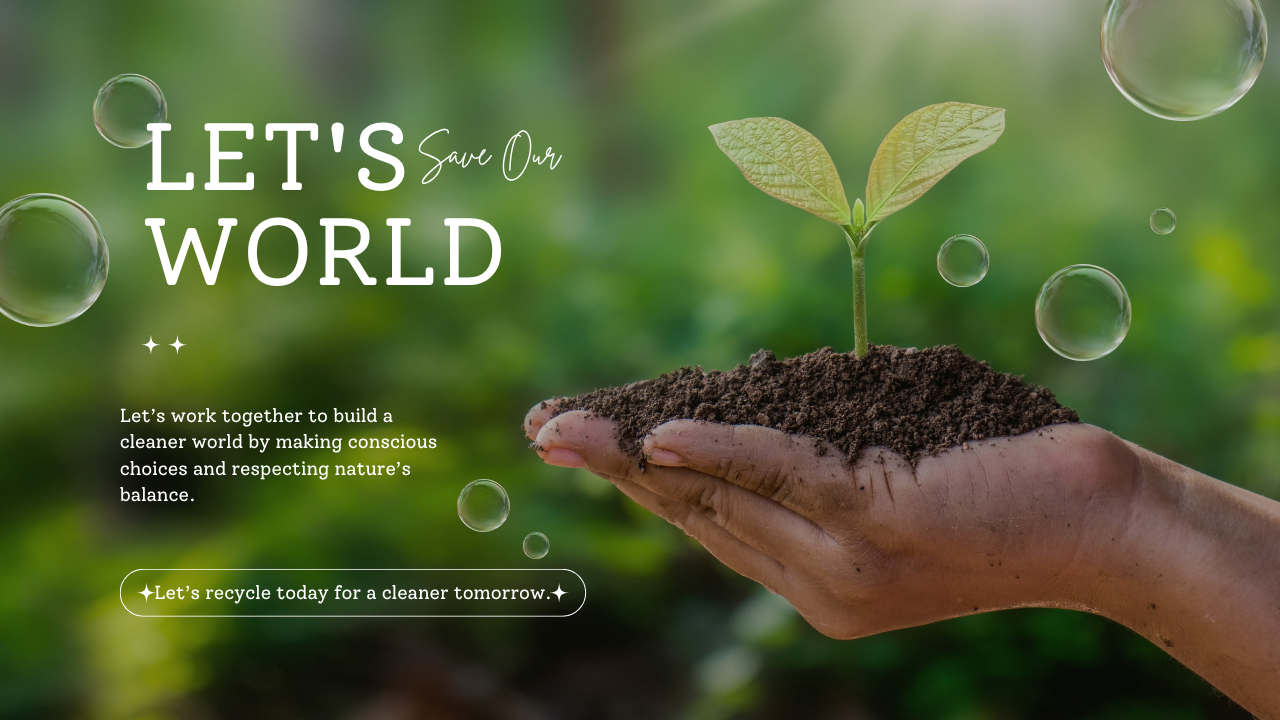 LET'S Save Our
WORLD
Let’s work together to build a
cleaner world by making conscious
choices and respecting nature’s
balance.
Let’s recycle today for a cleaner tomorrow.